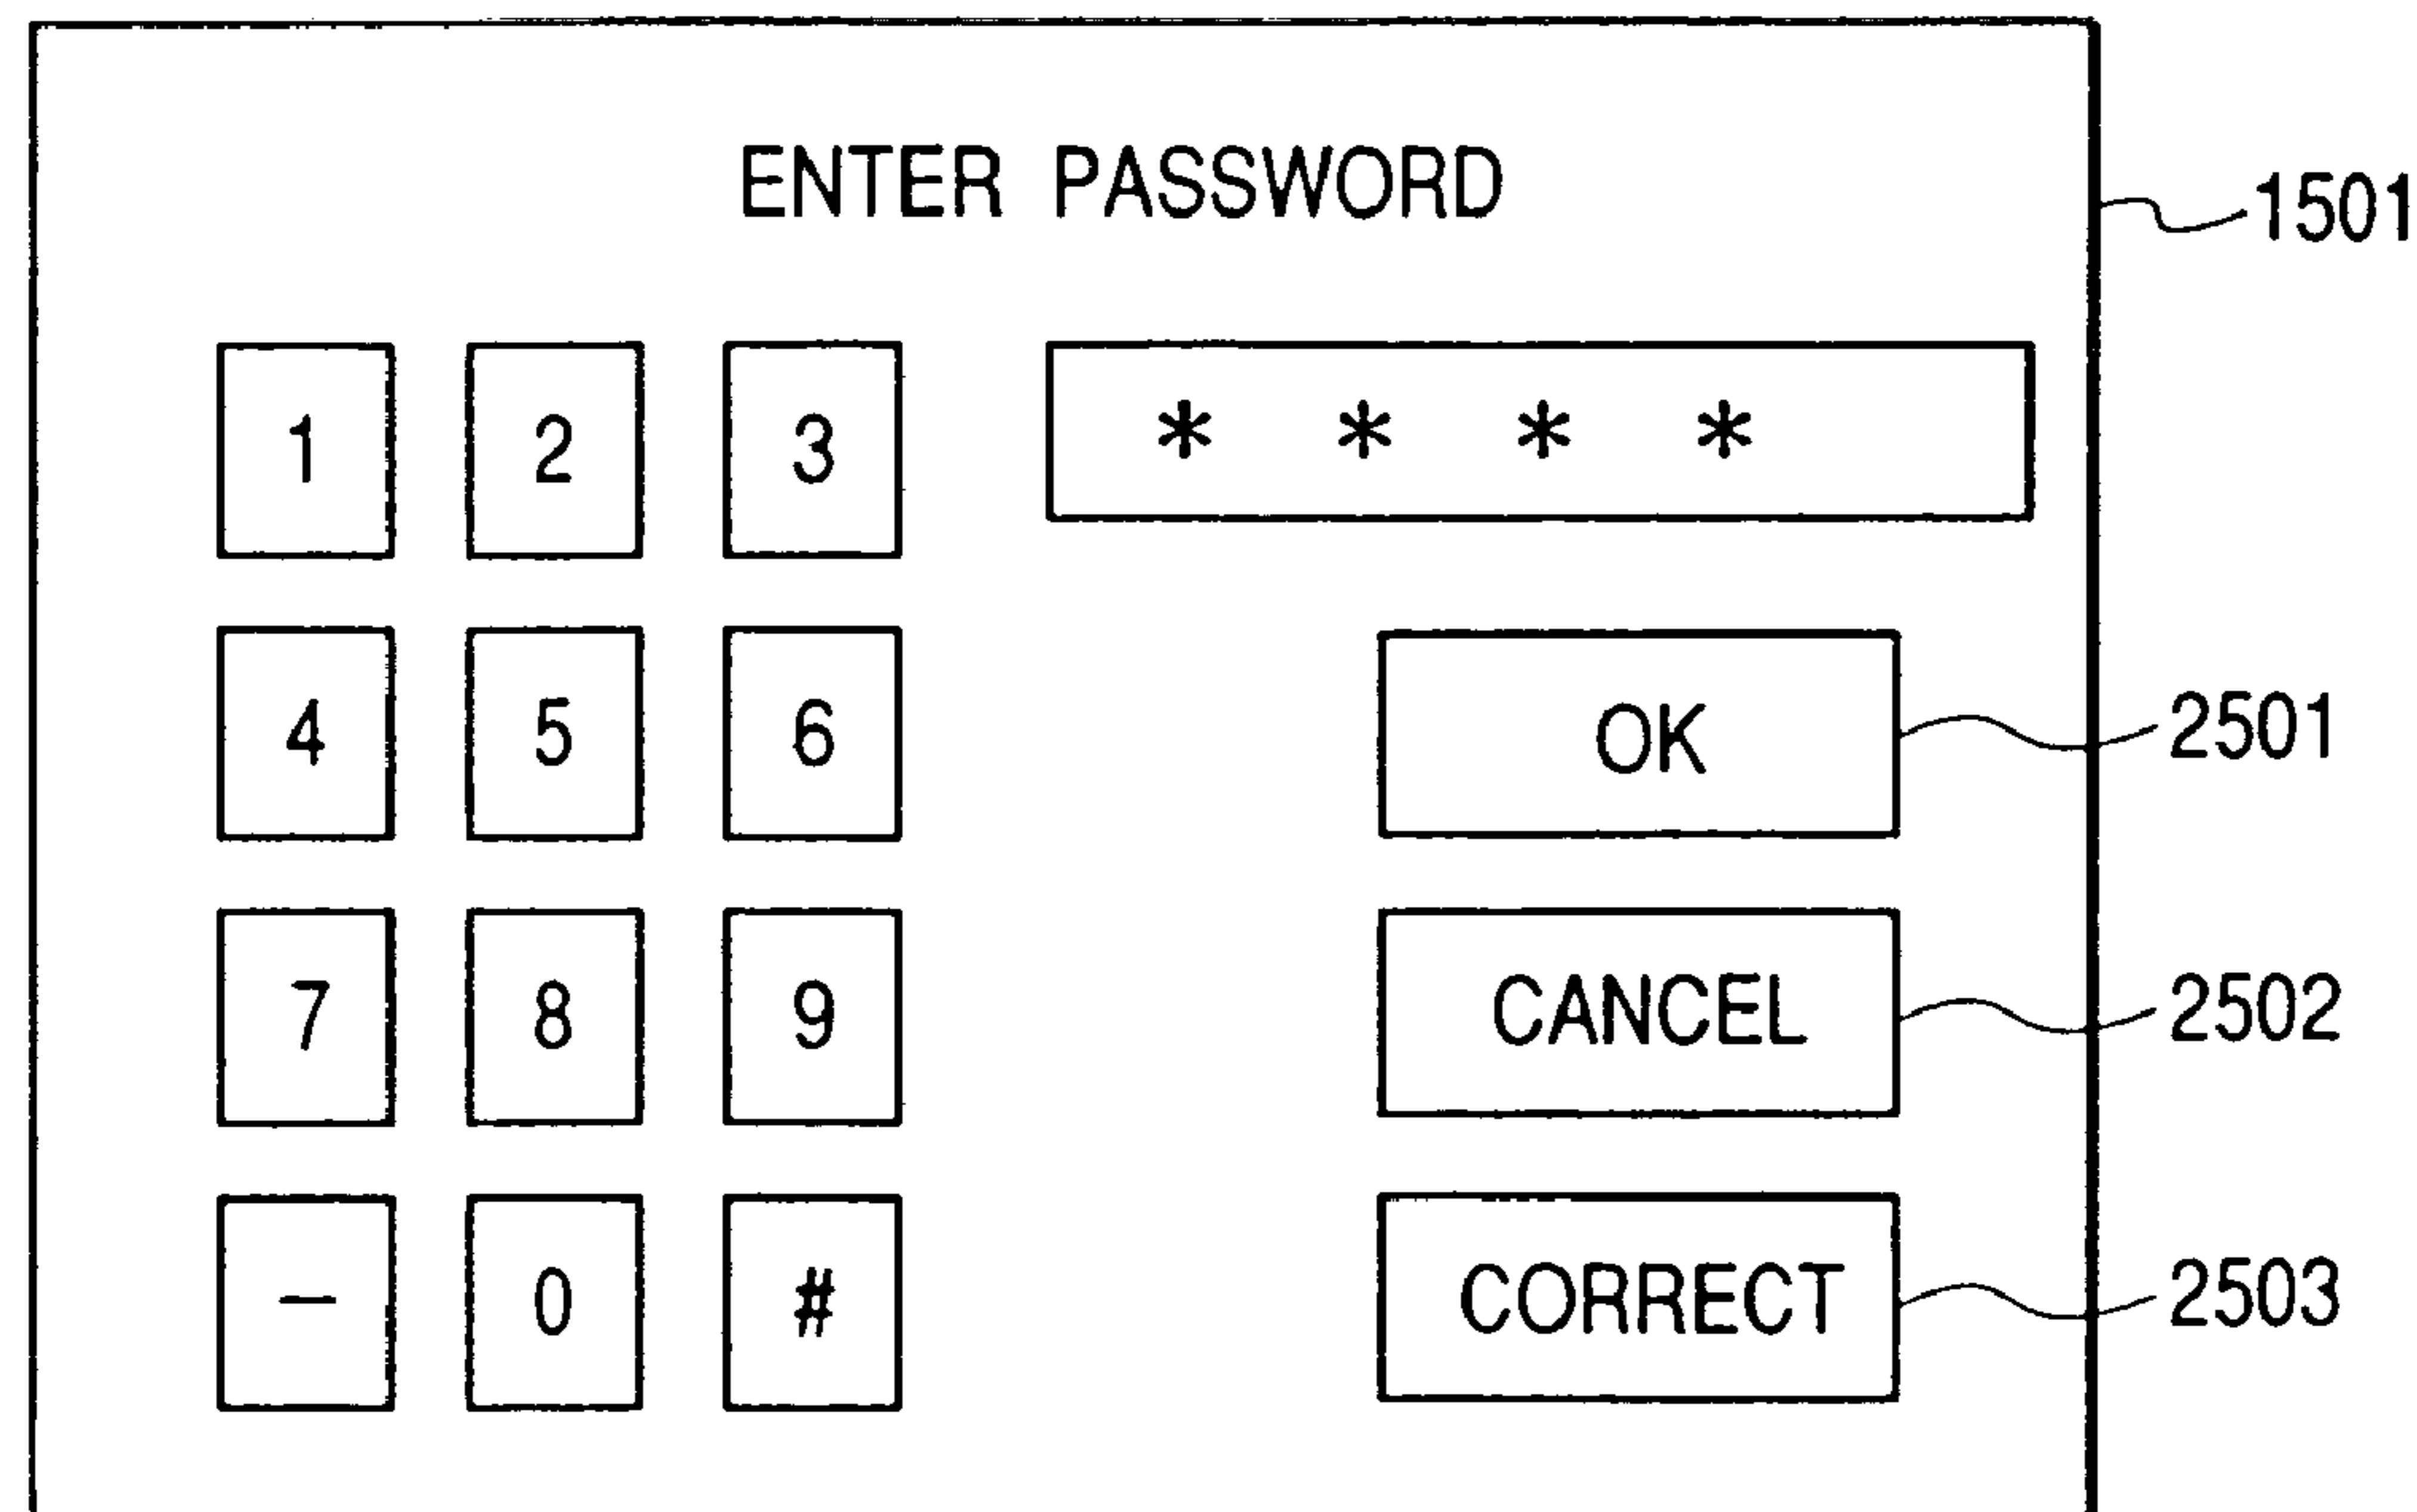 ENTER PASSWORD
1501
1 2 3 * * * *
4 5 6 OK 2501
7 8 9 CANCEL 2502
- 0 # CORRECT 2503